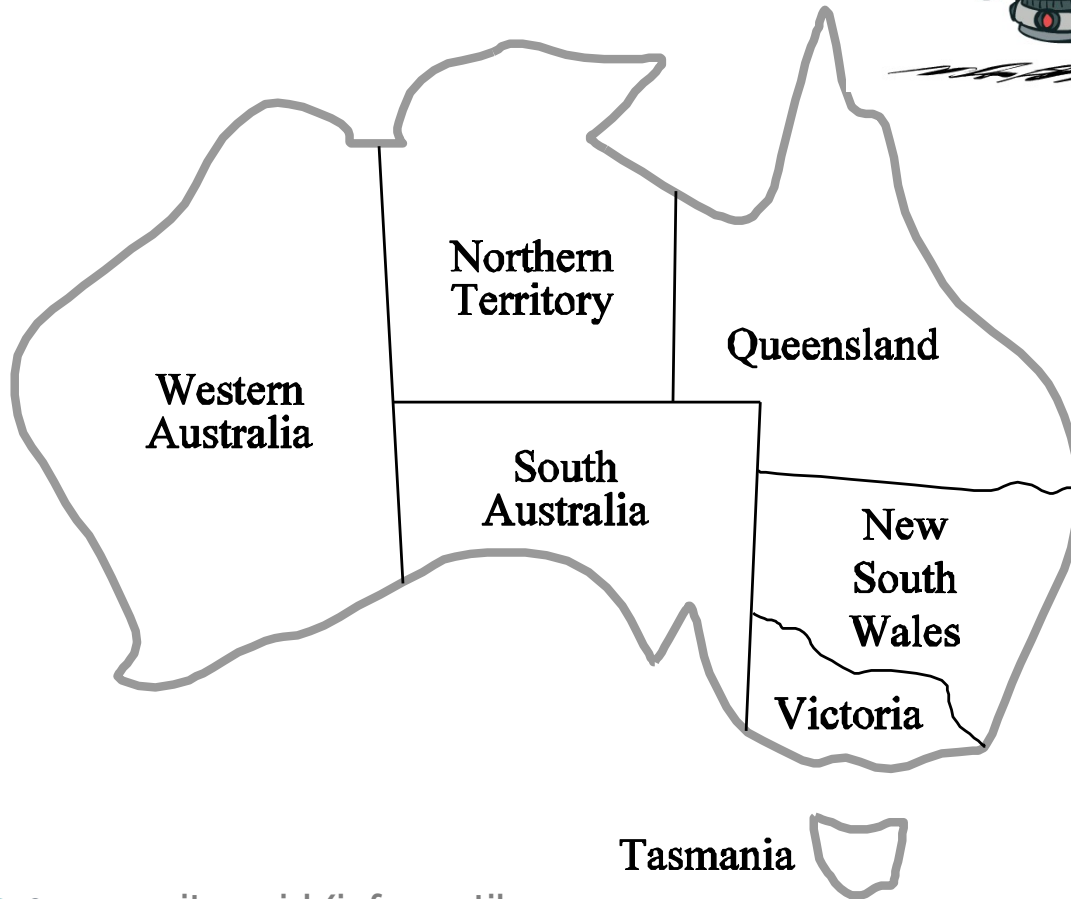 Northern
Territory
Queensland
Western
Australia
South
Australia
New
South
Wales
Victoria
Tasmania